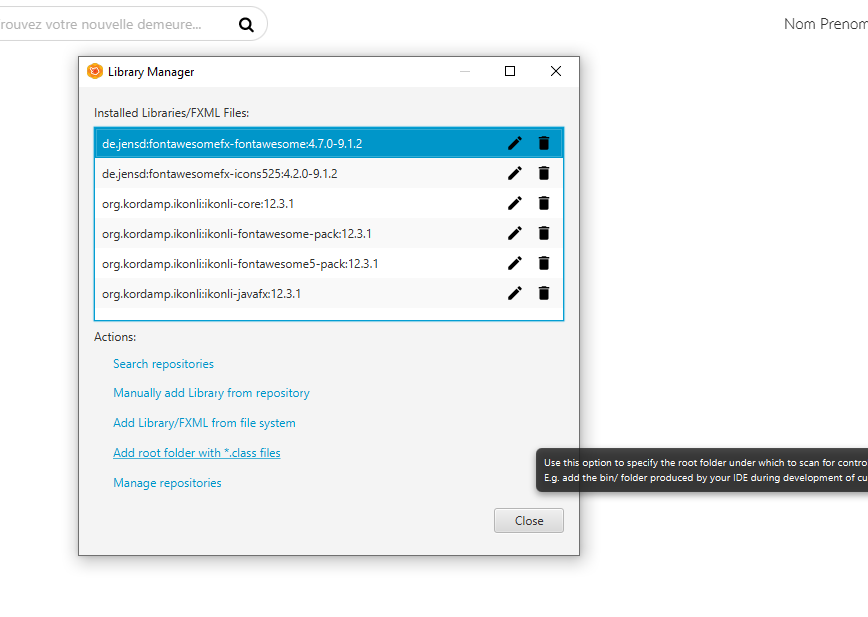 rouvez votre nouvelle demeure...
Nom Prenom
Library Manager
Installed Libraries/FXML Files:
de.jensd:fontawesomefx-fontawesome:4.7.0-9.1.2
de.jensd:fontawesomefx-icons525:4.2.0-9.1.2
org.kordamp.ikonli:ikonli-core:12.3.1
org.kordamp.ikonli:ikonli-fontawesome-pack:12.3.1
org.kordamp.ikonli:ikonli-fontawesome5-pack:12.3.1
org.kordamp.ikonli:ikonli-javafx:12.3.1
Actions:
Search repositories
Manually add Library from repository
Add Library/FXML from file system
Add root folder with *.class files
Manage repositories
Use this option to specify the root folder under which to scan for contro
E.g. add the bin/ folder produced by your IDE during development of cu
Close